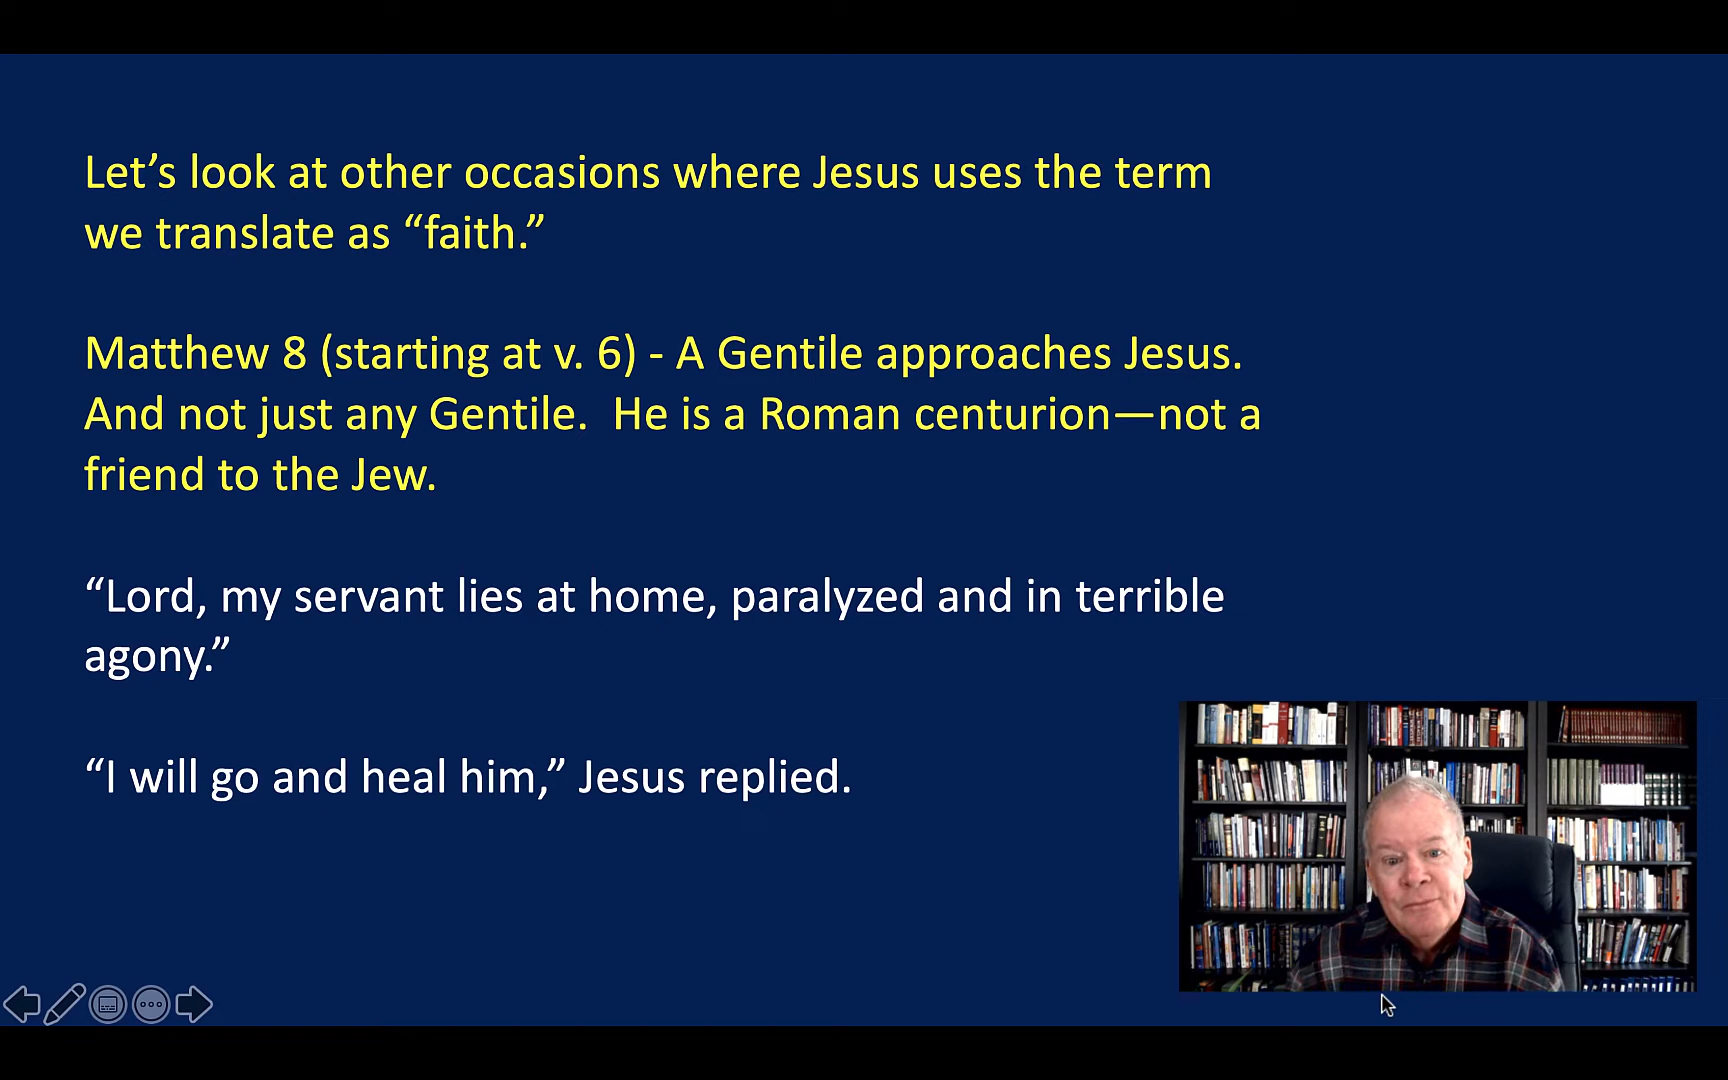 Let’s look at other occasions where Jesus uses the term
we translate as “faith.”
Matthew 8 (starting at v. 6) - A Gentile approaches Jesus.
And not just any Gentile.  He is a Roman centurion—not a
friend to the Jew.
“Lord, my servant lies at home, paralyzed and in terrible
agony.”
“I will go and heal him,” Jesus replied.